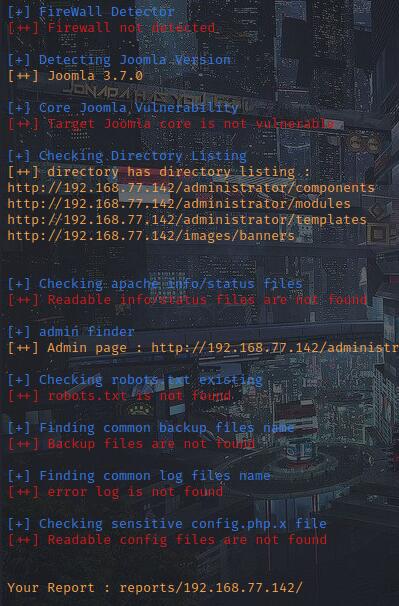 [+] FireWall Detector
[++] Firewall not detected
[+] Detecting Joomla Version
[++] Joomla 3.7.0
[+] Core Joomla Vulnerability
[++] Target Joomla core is not vulnerable
[+] Checking Directory Listing
[++] directory has directory listing :
http://192.168.77.142/administrator/components
http://192.168.77.142/administrator/modules
http://192.168.77.142/administrator/templates
http://192.168.77.142/images/banners
[+] Checking apache info/status files
[++] Readable info/status files are not found
[+] admin finder
[++] Admin page : http://192.168.77.142/administr
[+] Checking robots.txt existing
[++] robots.txt is not found
[+] Finding common backup files name
[++] Backup files are not found
[+] Finding common log files name
[++] error log is not found
[+] Checking sensitive config.php.x file
[++] Readable config files are not found
Your Report : reports/192.168.77.142/